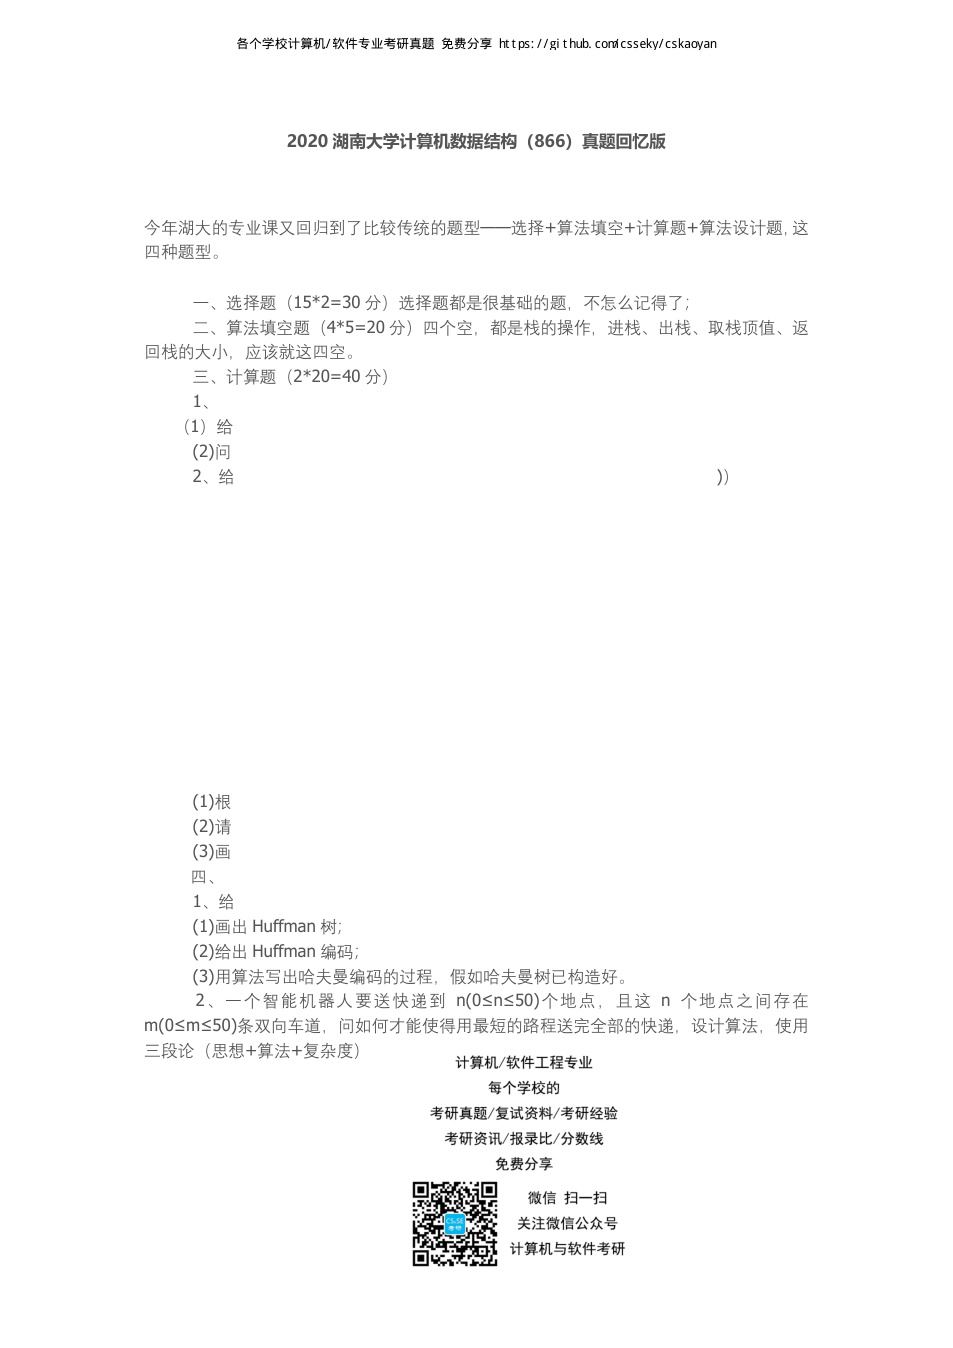 各个学校计算机/软件专业考研真题 免费分享 https://github.com/csseky/cskaoyan
2020 湖南大学计算机数据结构（866）真题回忆版
今年湖大的专业课又回归到了比较传统的题型——选择+算法填空+计算题+算法设计题，这
四种题型。
一、选择题（15*2=30 分）选择题都是很基础的题，不怎么记得了；
二、算法填空题（4*5=20 分）四个空，都是栈的操作，进栈、出栈、取栈顶值、返
回栈的大小，应该就这四空。
三、计算题（2*20=40 分）
1、
（1）给
(2)问
2、给 )）
(1)根
(2)请
(3)画
四、
1、给
(1)画出 Huffman 树；
(2)给出 Huffman 编码；
(3)用算法写出哈夫曼编码的过程，假如哈夫曼树已构造好。
2、一个智能机器人要送快递到 n(0≤n≤50)个地点，且这 n 个地点之间存在
m(0≤m≤50)条双向车道，问如何才能使得用最短的路程送完全部的快递，设计算法，使用
三段论（思想+算法+复杂度）
计算机/软件工程专业
每个学校的
考研真题/复试资料/考研经验
考研资讯/报录比/分数线
免费分享
微信 扫一扫
关注微信公众号
计算机与软件考研
CS-SE
考研